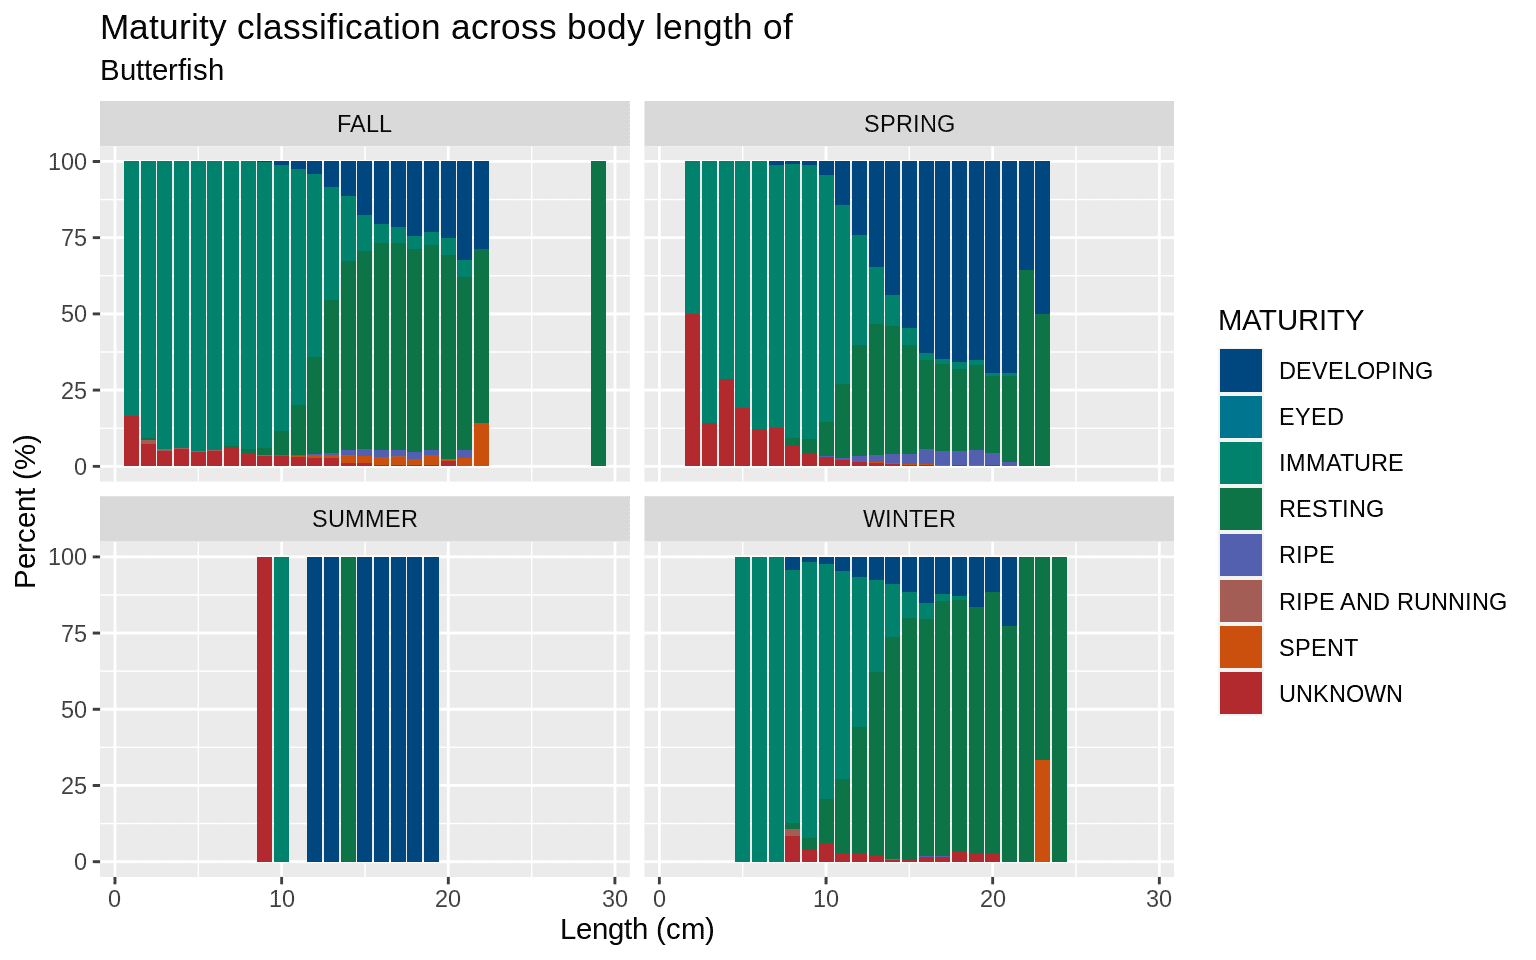 Maturity classification across body length of
Butterfish
FALL
SPRING
100
75
50
25
0
SUMMER
WINTER
100
75
50
25
0
0
10
20
30
0
10
20
30
Length (cm)
Percent (%)
MATURITY
DEVELOPING
EYED
IMMATURE
RESTING
RIPE
RIPE AND RUNNING
SPENT
UNKNOWN